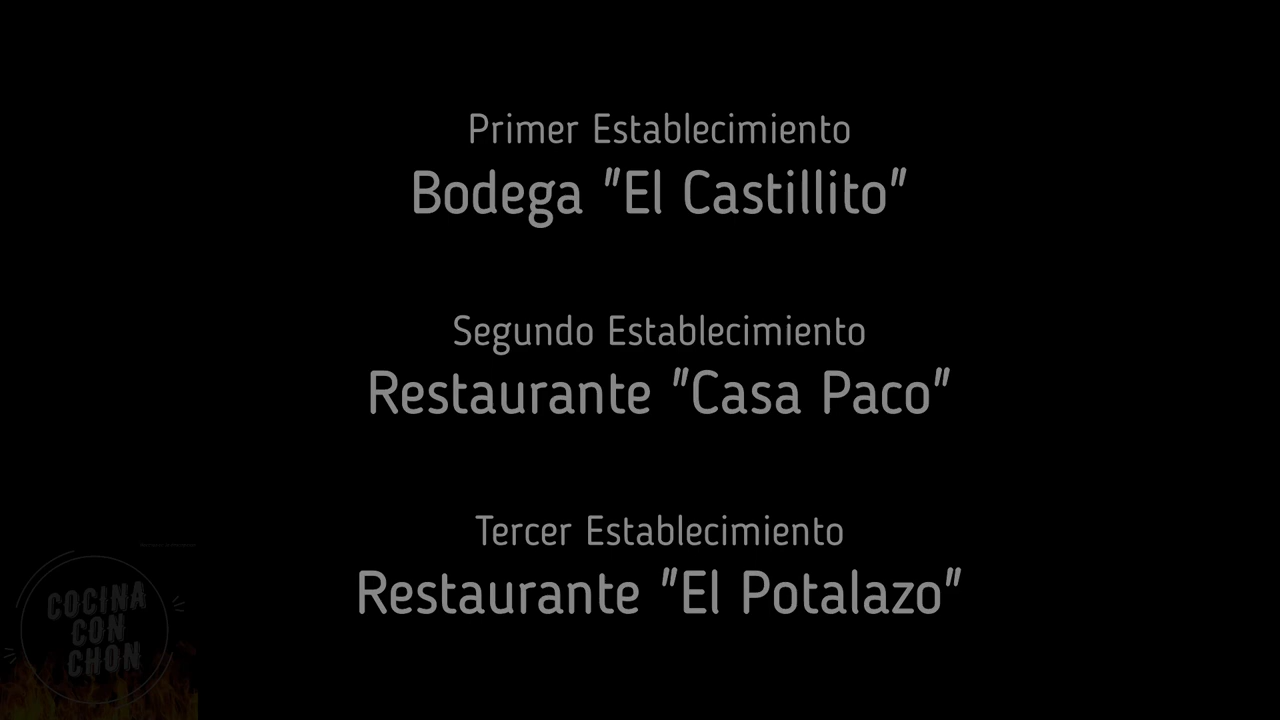 Primer Establecimiento
Bodega "El Castillito"
Segundo Establecimiento
Restaurante "Casa Paco"
Tercer Establecimiento
Restaurante "El Potalazo"
COCINA
CON
CHON